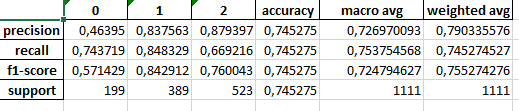 0 1 2 accuracy macro avg weighted avg
precision 0,46395 0,837563 0,879397 0,745275 0,726970093 0,790335576
recall 0,743719 0,848329 0,669216 0,745275 0,753754568 0,745274527
f1-score 0,571429 0,842912 0,760043 0,745275 0,724794627 0,755274276
support 199 389 523 0,745275 1111 1111